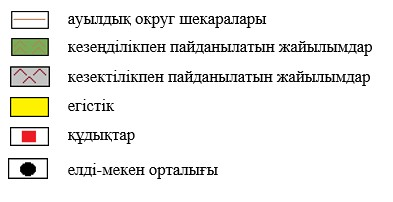 ауылдық округ шекаралары
кезеңділікпен пайданылатын жайылымдар
кезектілікпен пайданылатын жайылымдар
егістік
құдықтар
елді-мекен орталығы